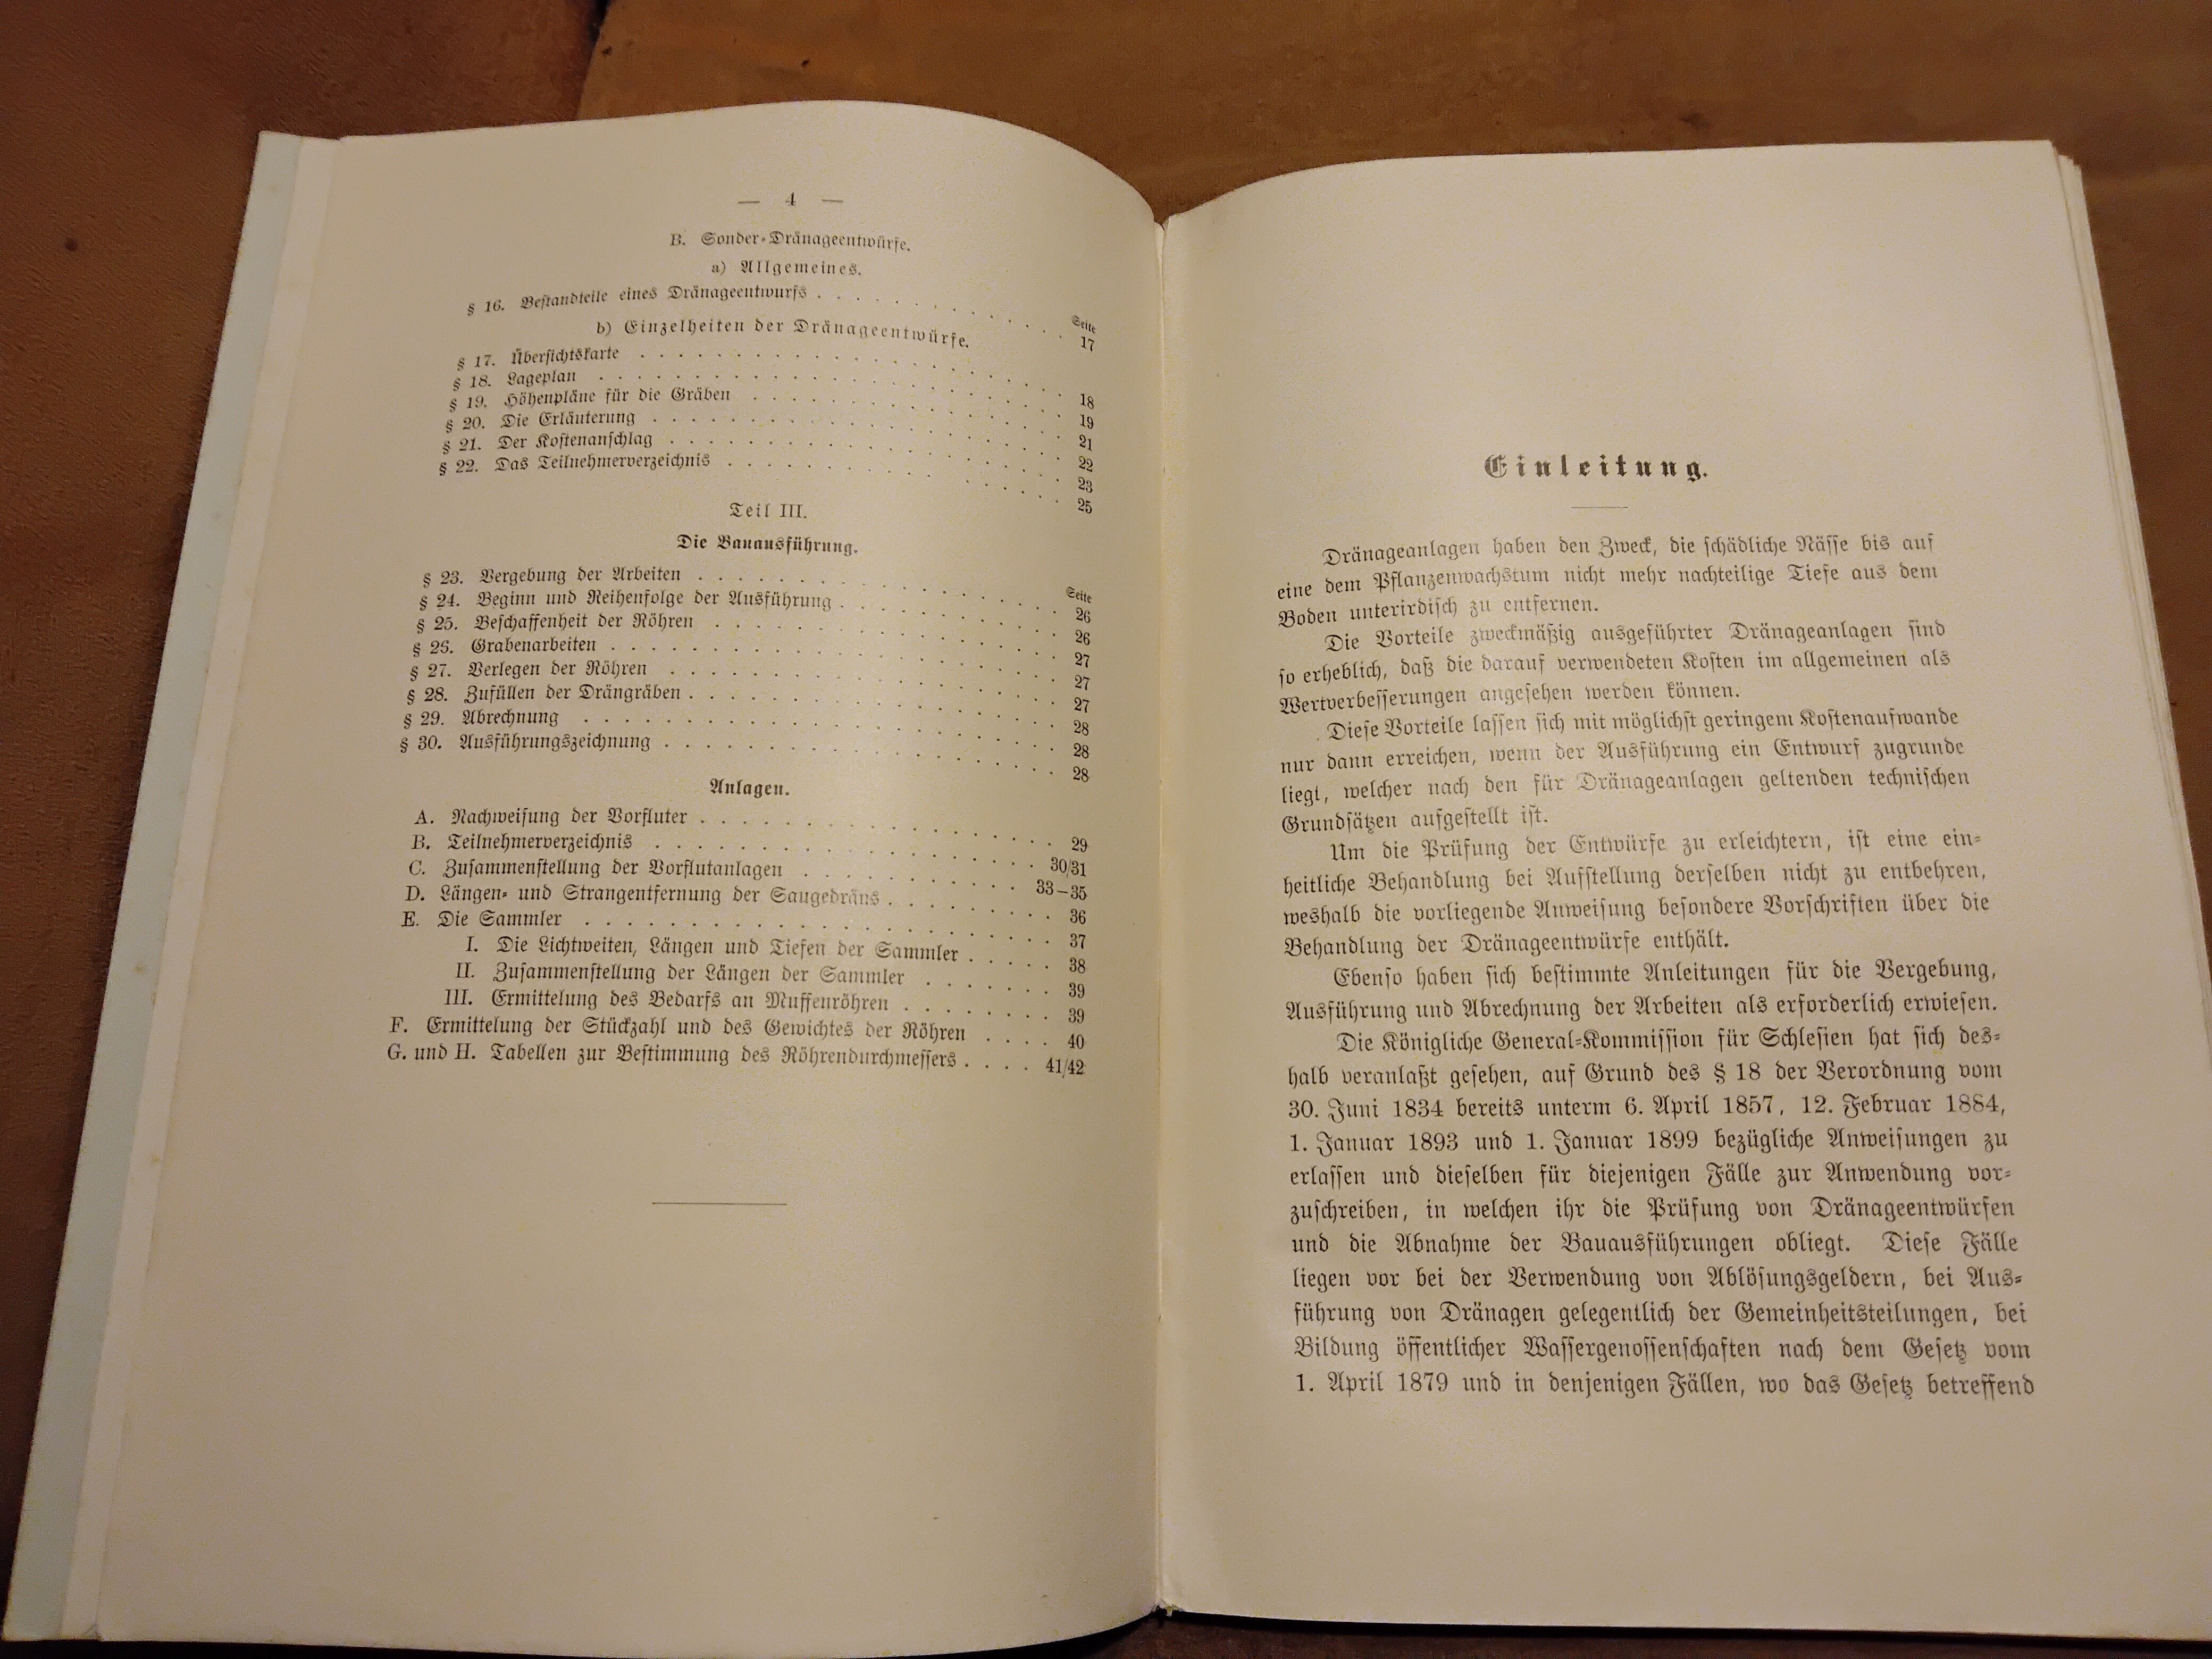 — 4 —
B. Sonder-Dränageentwürfe.
a) Allgemeines.
Seite
§ 16. Bestandteile eines Dränageentwurfs . . . . . . . . . . . . . 17
b) Einzelheiten der Dränageentwürfe.
§ 17. Übersichtskarte . . . . . . . . . . . . . . . . . . . 18
§ 18. Lageplan . . . . . . . . . . . . . . . . . . . . . 19
§ 19. Höhenpläne für die Gräben . . . . . . . . . . . . . . 21
§ 20. Die Erläuterung . . . . . . . . . . . . . . . . . . 22
§ 21. Der Kostenanschlag . . . . . . . . . . . . . . . . . 23
§ 22. Das Teilnehmerverzeichnis . . . . . . . . . . . . . . 25
Teil III.
Die Bauausführung.
Seite
§ 23. Vergebung der Arbeiten . . . . . . . . . . . . . . . . 26
§ 24. Beginn und Reihenfolge der Ausführung . . . . . . . . . . 26
§ 25. Beschaffenheit der Röhren . . . . . . . . . . . . . . . 27
§ 26. Grabenarbeiten . . . . . . . . . . . . . . . . . . . 27
§ 27. Verlegen der Röhren . . . . . . . . . . . . . . . . . 27
§ 28. Zufüllen der Dräng­räben . . . . . . . . . . . . . . . . 28
§ 29. Abrechnung . . . . . . . . . . . . . . . . . . . . 28
§ 30. Ausführungszeichnung . . . . . . . . . . . . . . . . . 28
Anlagen.
A. Nachweisung der Vorfluter . . . . . . . . . . . . . . . 29
B. Teilnehmerverzeichnis . . . . . . . . . . . . . . . . 30/31
C. Zusammenstellung der Vorflutanlagen . . . . . . . . . . 33–35
D. Längen- und Strangentfernung der Saugedräns . . . . . . . . . 36
E. Die Sammler . . . . . . . . . . . . . . . . . . . . 37
I. Die Lichtweiten, Längen und Tiefen der Sammler . . . . . 38
II. Zusammenstellung der Längen der Sammler . . . . . . 39
III. Ermittelung des Bedarfs an Muffenröhren . . . . . . . . 39
F. Ermittelung der Stückzahl und des Gewichtes der Röhren . . . . 40
G. und H. Tabellen zur Bestimmung des Röhrendurchmessers . . . . 41/42
Einleitung.
Dränageanlagen haben den Zweck, die schädliche Nässe bis auf
eine dem Pflanzenwachstum nicht mehr nachteilige Tiefe aus dem
Boden unterirdisch zu entfernen.
Die Vorteile zweckmäßig ausgeführter Dränageanlagen sind
so erheblich, daß die darauf verwendeten Kosten im allgemeinen als
Wertverbesserungen angesehen werden können.
Diese Vorteile lassen sich mit möglichst geringem Kostenaufwande
nur dann erreichen, wenn der Ausführung ein Entwurf zugrunde
liegt, welcher nach den für Dränageanlagen geltenden technischen
Grundsätzen aufgestellt ist.
Um die Prüfung der Entwürfe zu erleichtern, ist eine ein-
heitliche Behandlung bei Aufstellung derselben nicht zu entbehren,
weshalb die vorliegende Anweisung besondere Vorschriften über die
Behandlung der Dränageentwürfe enthält.
Ebenso haben sich bestimmte Anleitungen für die Vergebung,
Ausführung und Abrechnung der Arbeiten als erforderlich erwiesen.
Die Königliche General-Kommission für Schlesien hat sich des-
halb veranlaßt gesehen, auf Grund des § 18 der Verordnung vom
30. Juni 1834 bereits unterm 6. April 1857, 12. Februar 1884,
1. Januar 1893 und 1. Januar 1899 bezügliche Anweisungen zu
erlassen und dieselben für diejenigen Fälle zur Anwendung vor-
zuschreiben, in welchen ihr die Prüfung von Dränageentwürfen
und die Abnahme der Bauausführungen obliegt. Diese Fälle
liegen vor bei der Verwendung von Ablösungsgeldern, bei Aus-
führung von Dränagen gelegentlich der Gemeinheitsteilungen, bei
Bildung öffentlicher Wassergenossenschaften nach dem Gesetz vom
1. April 1879 und in denjenigen Fällen, wo das Gesetz betreffend